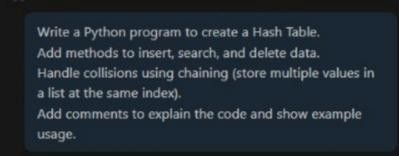 Write a Python program to create a Hash Table.
Add methods to insert, search, and delete data.
Handle collisions using chaining (store multiple values in
a list at the same index).
Add comments to explain the code and show example
usage.